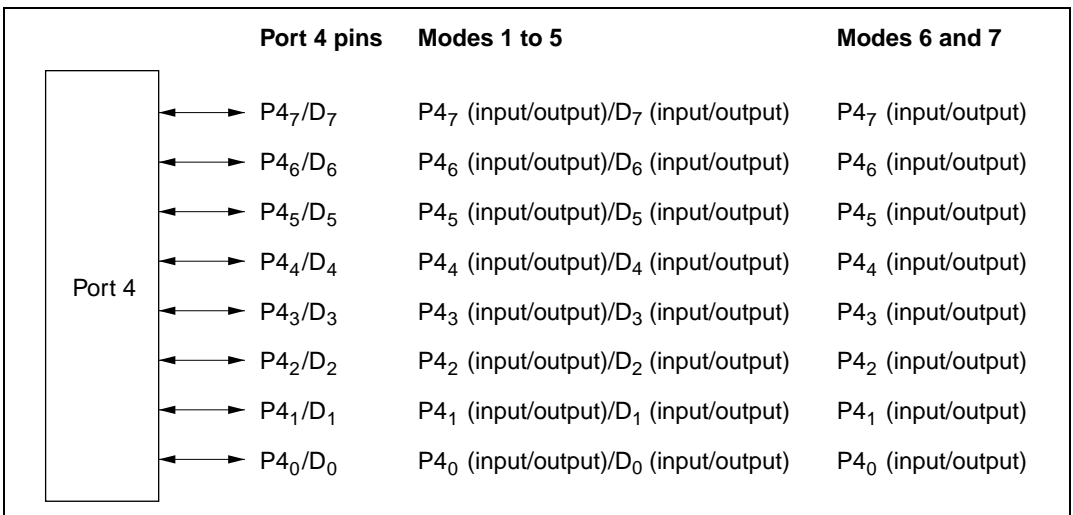 Port 4 pins Modes 1 to 5 Modes 6 and 7
P4₇/D₇ P4₇ (input/output)/D₇ (input/output) P4₇ (input/output)
P4₆/D₆ P4₆ (input/output)/D₆ (input/output) P4₆ (input/output)
P4₅/D₅ P4₅ (input/output)/D₅ (input/output) P4₅ (input/output)
P4₄/D₄ P4₄ (input/output)/D₄ (input/output) P4₄ (input/output)
Port 4
P4₃/D₃ P4₃ (input/output)/D₃ (input/output) P4₃ (input/output)
P4₂/D₂ P4₂ (input/output)/D₂ (input/output) P4₂ (input/output)
P4₁/D₁ P4₁ (input/output)/D₁ (input/output) P4₁ (input/output)
P4₀/D₀ P4₀ (input/output)/D₀ (input/output) P4₀ (input/output)